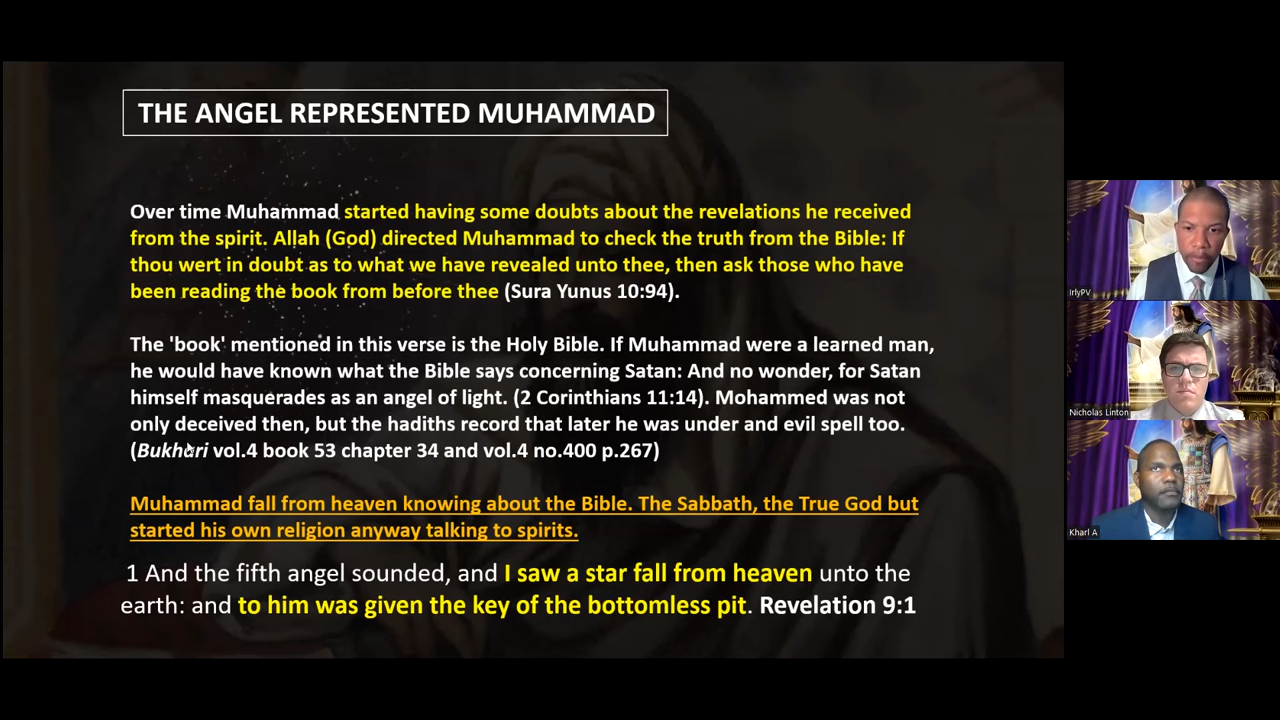 THE ANGEL REPRESENTED MUHAMMAD
Over time Muhammad started having some doubts about the revelations he received
from the spirit. Allah (God) directed Muhammad to check the truth from the Bible: If
thou wert in doubt as to what we have revealed unto thee, then ask those who have
been reading the book from before thee (Sura Yunus 10:94).
The 'book' mentioned in this verse is the Holy Bible. If Muhammad were a learned man,
he would have known what the Bible says concerning Satan: And no wonder, for Satan
himself masquerades as an angel of light. (2 Corinthians 11:14). Mohammed was not
only deceived then, but the hadiths record that later he was under and evil spell too.
(Bukhari vol.4 book 53 chapter 34 and vol.4 no.400 p.267)
Muhammad fall from heaven knowing about the Bible. The Sabbath, the True God but
started his own religion anyway talking to spirits.
1 And the fifth angel sounded, and I saw a star fall from heaven unto the
earth: and to him was given the key of the bottomless pit. Revelation 9:1
IrlyPV
Nicholas Linton
Kharl A